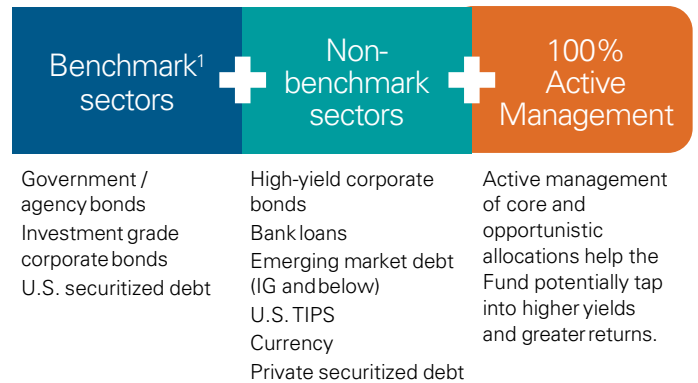 Benchmark¹
sectors
Non-
benchmark
sectors
100%
Active
Management
Government /
agency bonds
Investment grade
corporate bonds
U.S. securitized debt
High-yield corporate
bonds
Bank loans
Emerging market debt
(IG and below)
U.S. TIPS
Currency
Private securitized debt
Active management
of core and
opportunistic
allocations help the
Fund potentially tap
into higher yields
and greater returns.